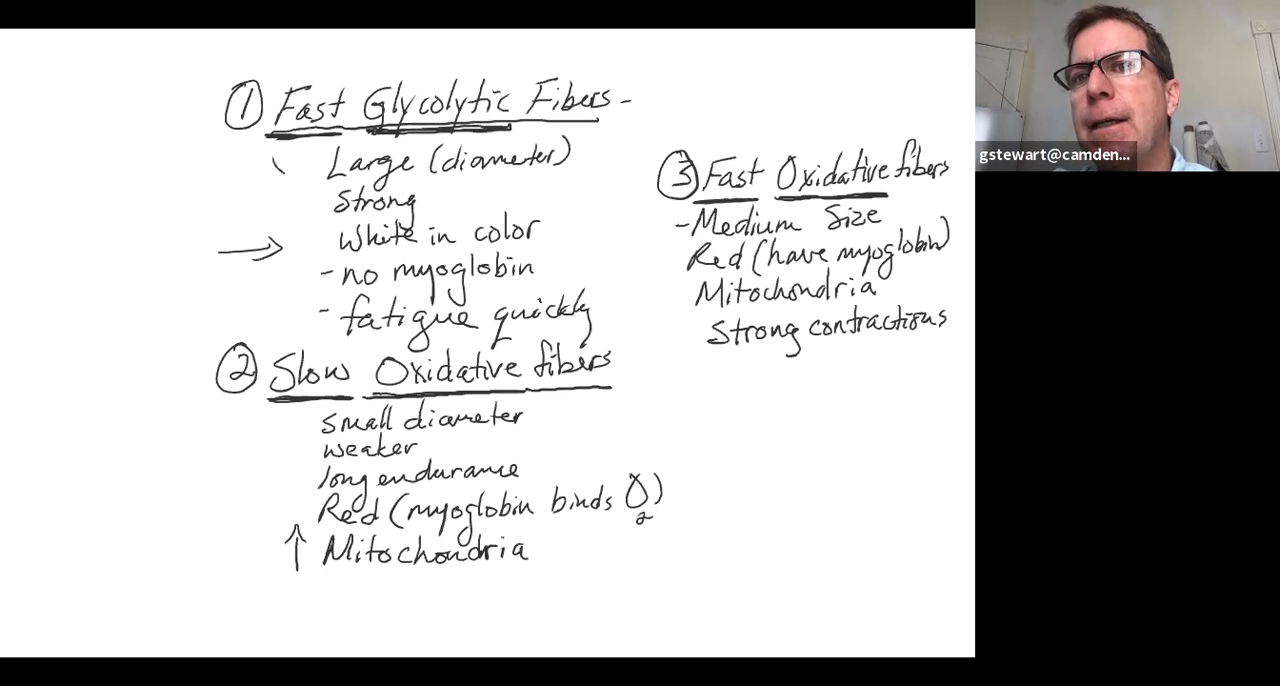 ① Fast Glycolytic Fibers -
Large (diameter)
Strong
White in color
- no myoglobin
- fatigue quickly
② Slow Oxidative fibers
small diameter
weaker
long endurance
Red (myoglobin binds O₂)
↑ Mitochondria
③ Fast Oxidative fibers
- Medium Size
Red (have myoglobin)
Mitochondria
Strong contractions
gstewart@camden...